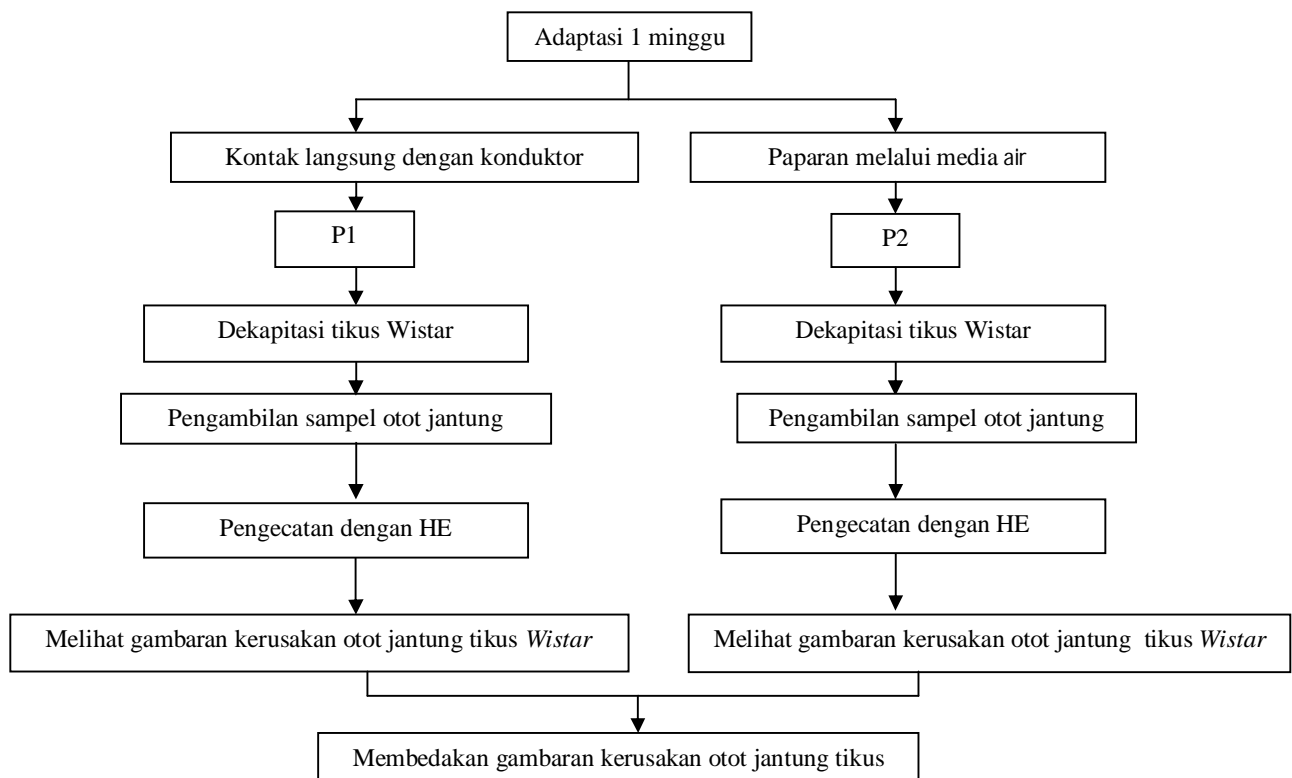 Adaptasi 1 minggu
Kontak langsung dengan konduktor
Paparan melalui media air
P1
P2
Dekapitasi tikus Wistar
Dekapitasi tikus Wistar
Pengambilan sampel otot jantung
Pengambilan sampel otot jantung
Pengecatan dengan HE
Pengecatan dengan HE
Melihat gambaran kerusakan otot jantung tikus Wistar
Melihat gambaran kerusakan otot jantung tikus Wistar
Membedakan gambaran kerusakan otot jantung tikus